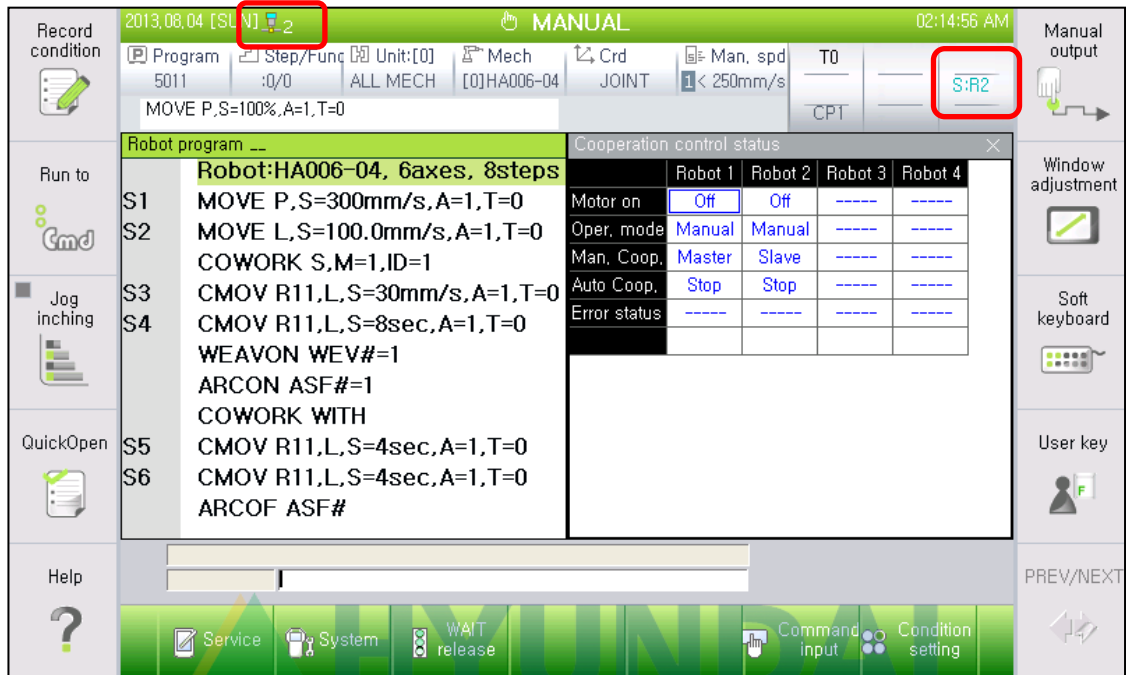 Record
condition
Run to
Cmd
Jog
inching
QuickOpen
Help
2013,08,04 [SUN] 2
MANUAL
02:14:56 AM
P Program
Step/Func
Unit:[0]
Mech
Crd
Man, spd
T0
5011
:0/0
ALL MECH
[0]HA006-04
JOINT
1< 250mm/s
S:R2
MOVE P,S=100%,A=1,T=0
CP1
Robot program __
Robot:HA006-04, 6axes, 8steps
S1 MOVE P,S=300mm/s,A=1,T=0
S2 MOVE L,S=100.0mm/s,A=1,T=0
COWORK S,M=1,ID=1
S3 CMOV R11,L,S=30mm/s,A=1,T=0
S4 CMOV R11,L,S=8sec,A=1,T=0
WEAVON WEV#=1
ARCON ASF#=1
COWORK WITH
S5 CMOV R11,L,S=4sec,A=1,T=0
S6 CMOV R11,L,S=4sec,A=1,T=0
ARCOF ASF#
Cooperation control status
Robot 1 Robot 2 Robot 3 Robot 4
Motor on Off Off ----- -----
Oper, mode Manual Manual ----- -----
Man, Coop, Master Slave ----- -----
Auto Coop, Stop Stop ----- -----
Error status ----- ----- ----- -----
HYUNDAI
Service
System
WAIT
release
Command
input
Condition
setting
Manual
output
Window
adjustment
Soft
keyboard
User key
F
PREV/NEXT